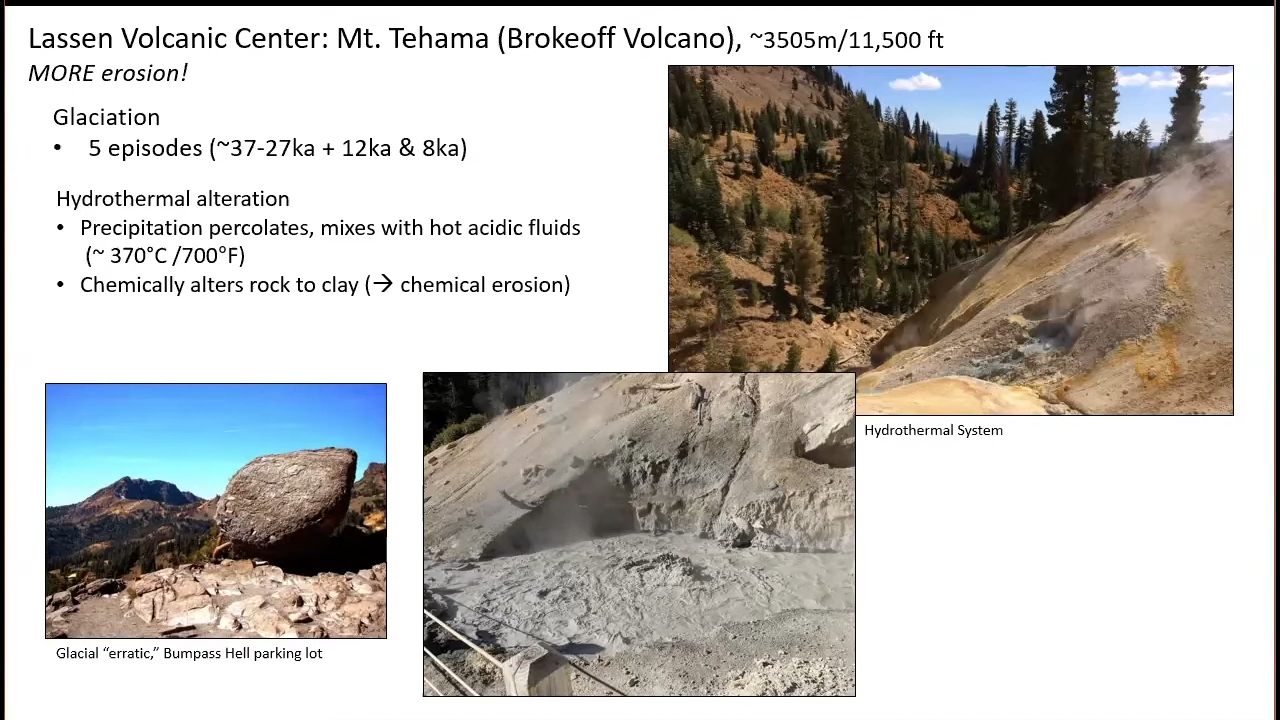 Lassen Volcanic Center: Mt. Tehama (Brokeoff Volcano), ~3505m/11,500 ft
MORE erosion!
Glaciation
• 5 episodes (~37-27ka + 12ka & 8ka)
Hydrothermal alteration
• Precipitation percolates, mixes with hot acidic fluids
(~ 370°C /700°F)
• Chemically alters rock to clay (→ chemical erosion)
Hydrothermal System
Glacial “erratic,” Bumpass Hell parking lot